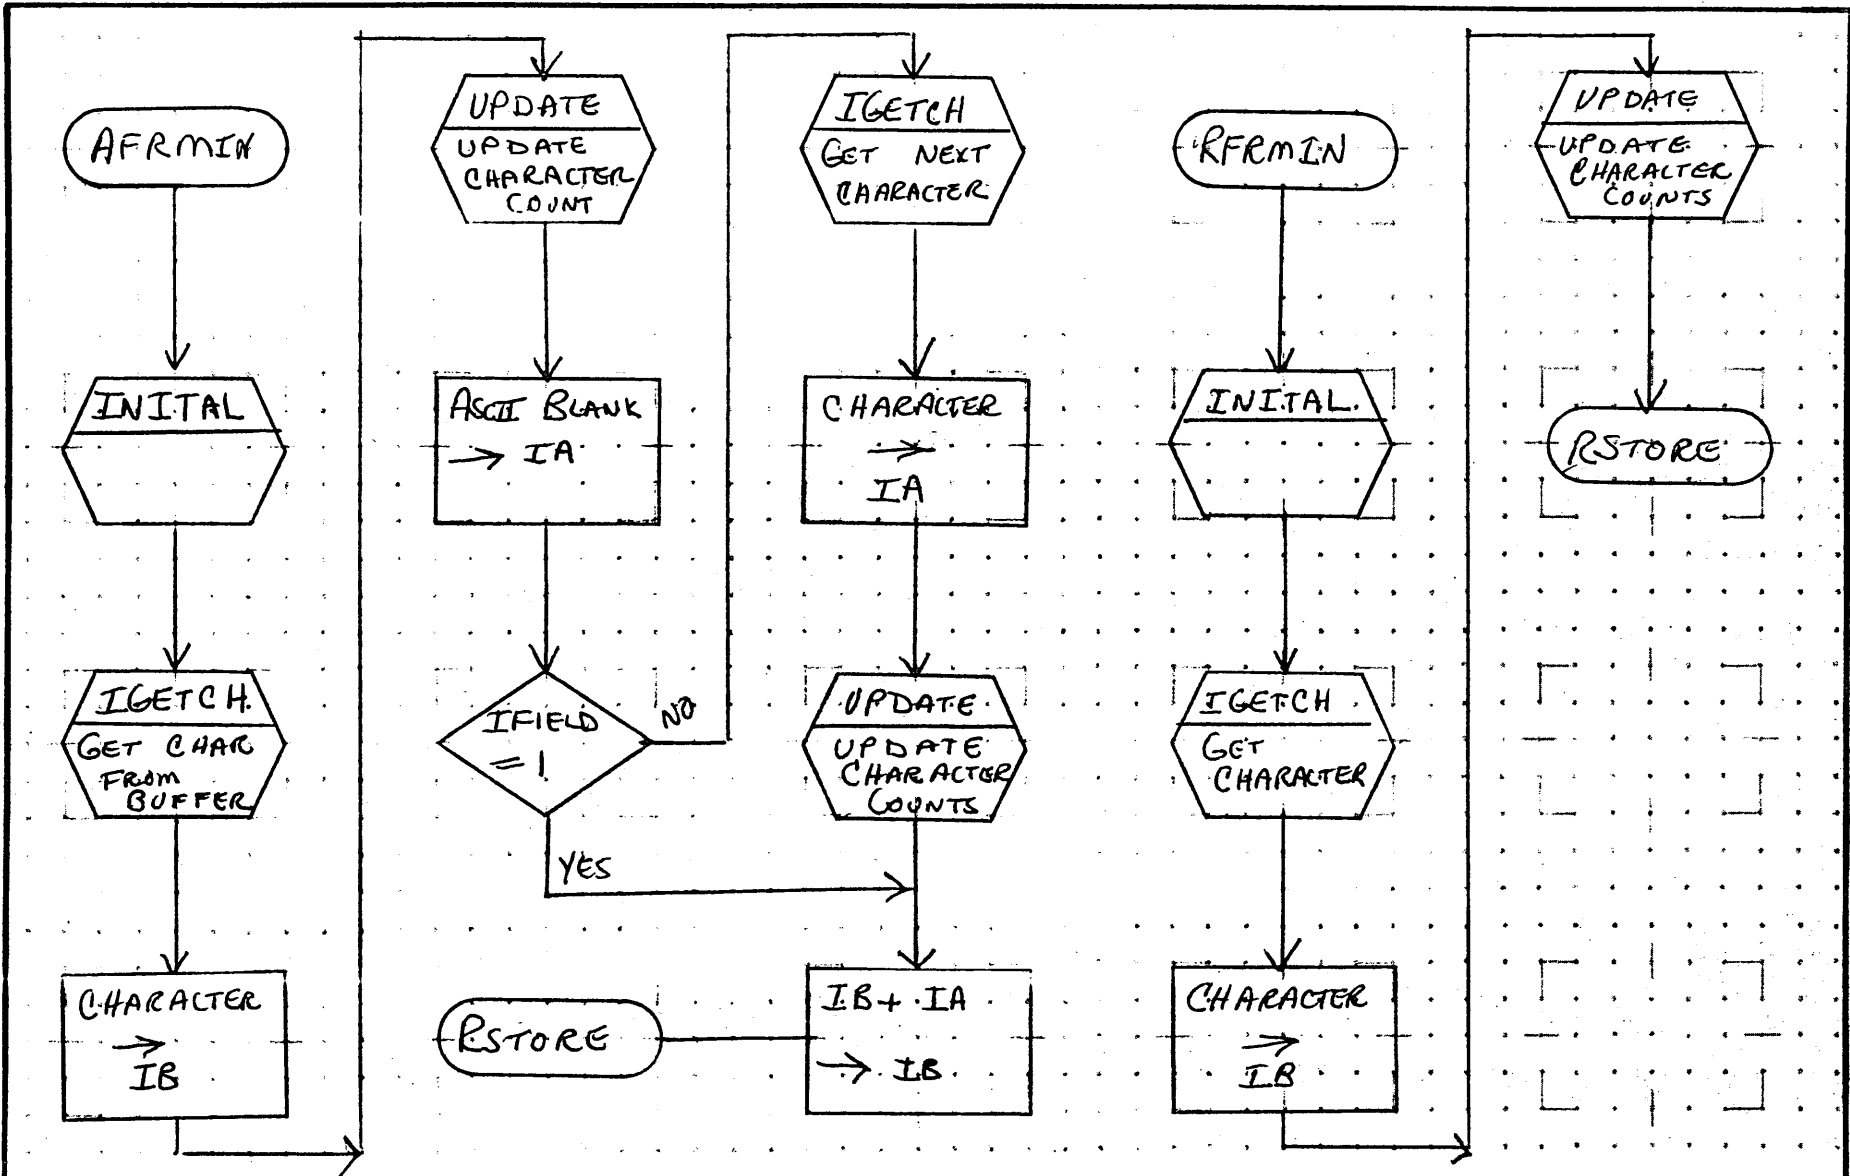 AFRMIN
INITAL
IGETCH
GET CHAR
FROM
BUFFER
CHARACTER
→
IB
UPDATE
UPDATE
CHARACTER
COUNT
ASCII BLANK
→ IA
IFIELD
= 1
NO
YES
IGETCH
GET NEXT
CHARACTER
CHARACTER
→
IA
UPDATE
UPDATE
CHARACTER
COUNTS
IB + IA
→ IB
RSTORE
RFRMIN
INITAL
IGETCH
GET
CHARACTER
CHARACTER
→
IB
UPDATE
UPDATE
CHARACTER
COUNTS
RSTORE